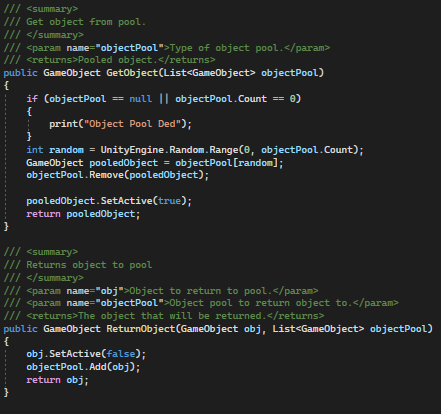 /// <summary>
/// Get object from pool.
/// </summary>
/// <param name="objectPool">Type of object pool.</param>
/// <returns>Pooled object.</returns>
public GameObject GetObject(List<GameObject> objectPool)
{
    if (objectPool == null || objectPool.Count == 0)
    {
        print("Object Pool Ded");
    }
    int random = UnityEngine.Random.Range(0, objectPool.Count);
    GameObject pooledObject = objectPool[random];
    objectPool.Remove(pooledObject);

    pooledObject.SetActive(true);
    return pooledObject;
}

/// <summary>
/// Returns object to pool
/// </summary>
/// <param name="obj">Object to return to pool.</param>
/// <param name="objectPool">Object pool to return object to.</param>
/// <returns>The object that will be returned.</returns>
public GameObject ReturnObject(GameObject obj, List<GameObject> objectPool)
{
    obj.SetActive(false);
    objectPool.Add(obj);
    return obj;
}